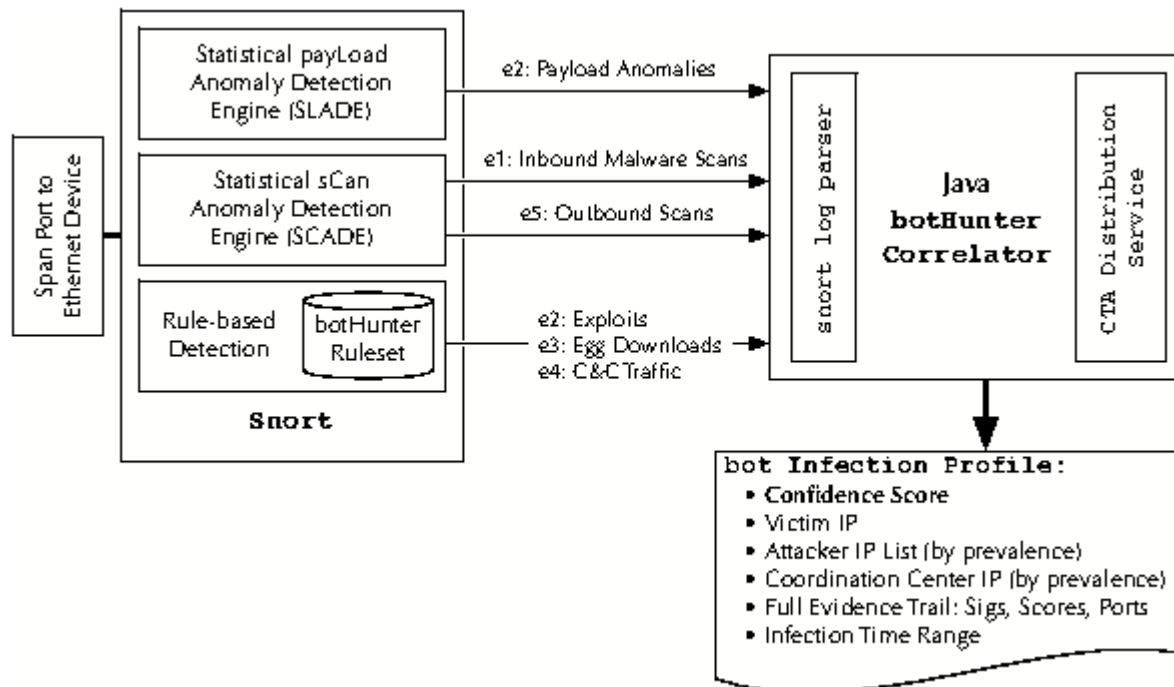 Span Port to
Ethernet Device
Statistical payLoad
Anomaly Detection
Engine (SLADE)
Statistical sCan
Anomaly Detection
Engine (SCADE)
Rule-based
Detection
botHunter
Ruleset
Snort
e2: Payload Anomalies
e1: Inbound Malware Scans
e5: Outbound Scans
e2: Exploits
e3: Egg Downloads
e4: C&C Traffic
snort log parser
Java
botHunter
Correlator
CTA Distribution
Service
bot Infection Profile:
• Confidence Score
• Victim IP
• Attacker IP List (by prevalence)
• Coordination Center IP (by prevalence)
• Full Evidence Trail: Sigs, Scores, Ports
• Infection Time Range